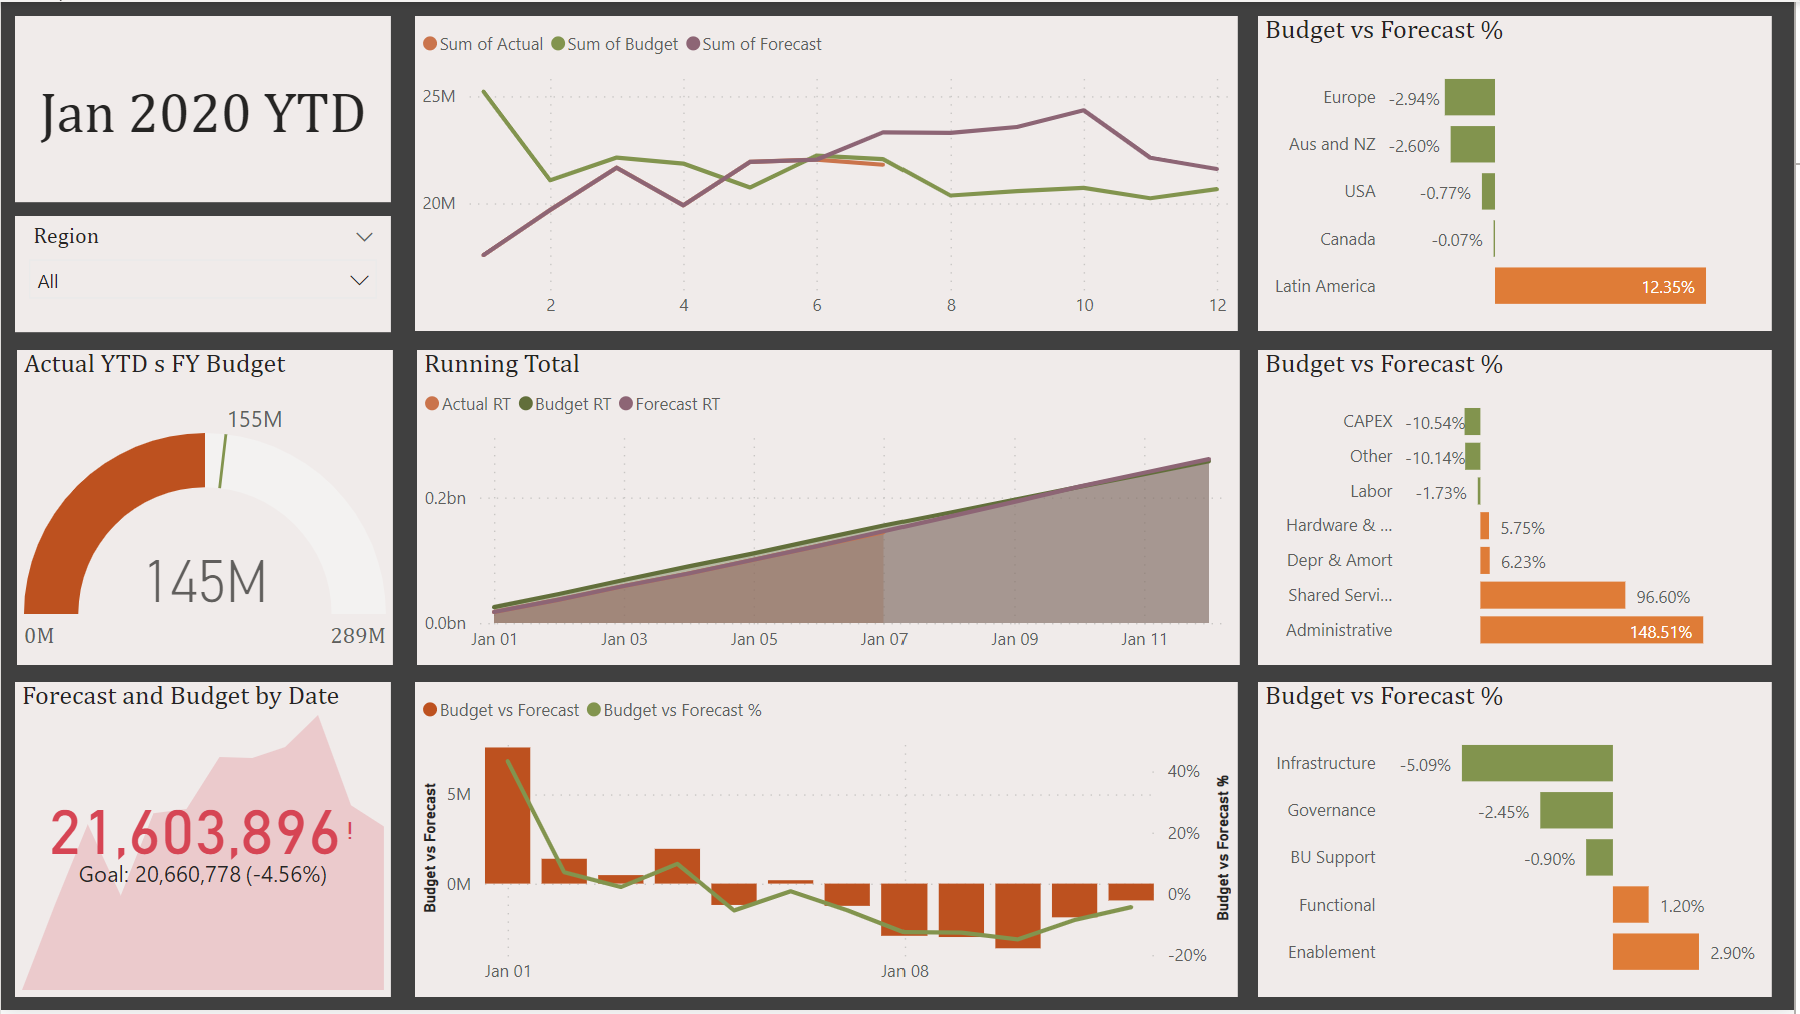 Jan 2020 YTD
Region
All
Sum of Actual Sum of Budget Sum of Forecast
25M
20M
2 4 6 8 10 12
Budget vs Forecast %
Europe -2.94%
Aus and NZ -2.60%
USA -0.77%
Canada -0.07%
Latin America 12.35%
Actual YTD s FY Budget
155M
145M
0M 289M
Running Total
Actual RT Budget RT Forecast RT
0.2bn
0.0bn
Jan 01 Jan 03 Jan 05 Jan 07 Jan 09 Jan 11
Budget vs Forecast %
CAPEX -10.54%
Other -10.14%
Labor -1.73%
Hardware & ... 5.75%
Depr & Amort 6.23%
Shared Servi... 96.60%
Administrative 148.51%
Forecast and Budget by Date
21,603,896 !
Goal: 20,660,778 (-4.56%)
Budget vs Forecast Budget vs Forecast %
Budget vs Forecast
5M
0M
40%
20%
0%
-20%
Budget vs Forecast %
Jan 01 Jan 08
Budget vs Forecast %
Infrastructure -5.09%
Governance -2.45%
BU Support -0.90%
Functional 1.20%
Enablement 2.90%